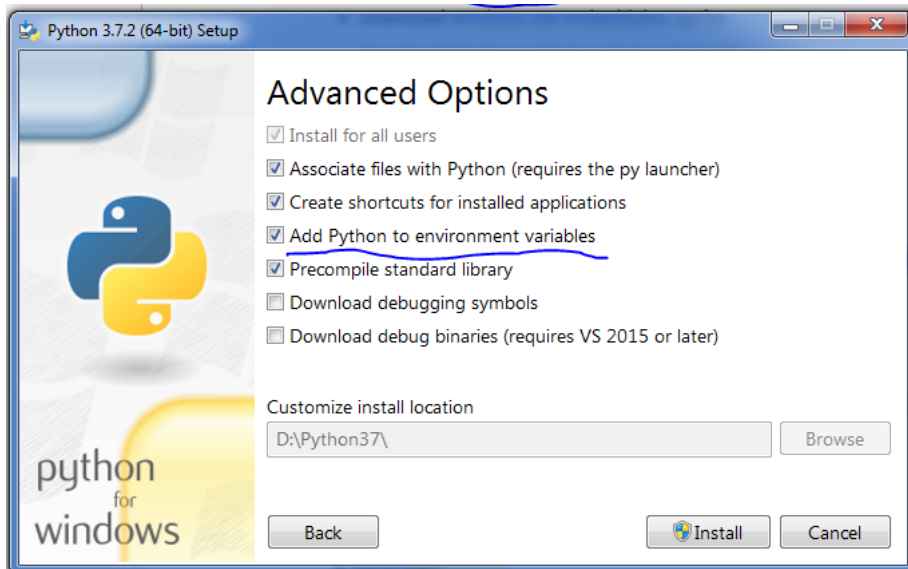 Python 3.7.2 (64-bit) Setup
Advanced Options
Install for all users
Associate files with Python (requires the py launcher)
Create shortcuts for installed applications
Add Python to environment variables
Precompile standard library
Download debugging symbols
Download debug binaries (requires VS 2015 or later)
Customize install location
D:\Python37\
Browse
python
for
windows
Back
Install
Cancel